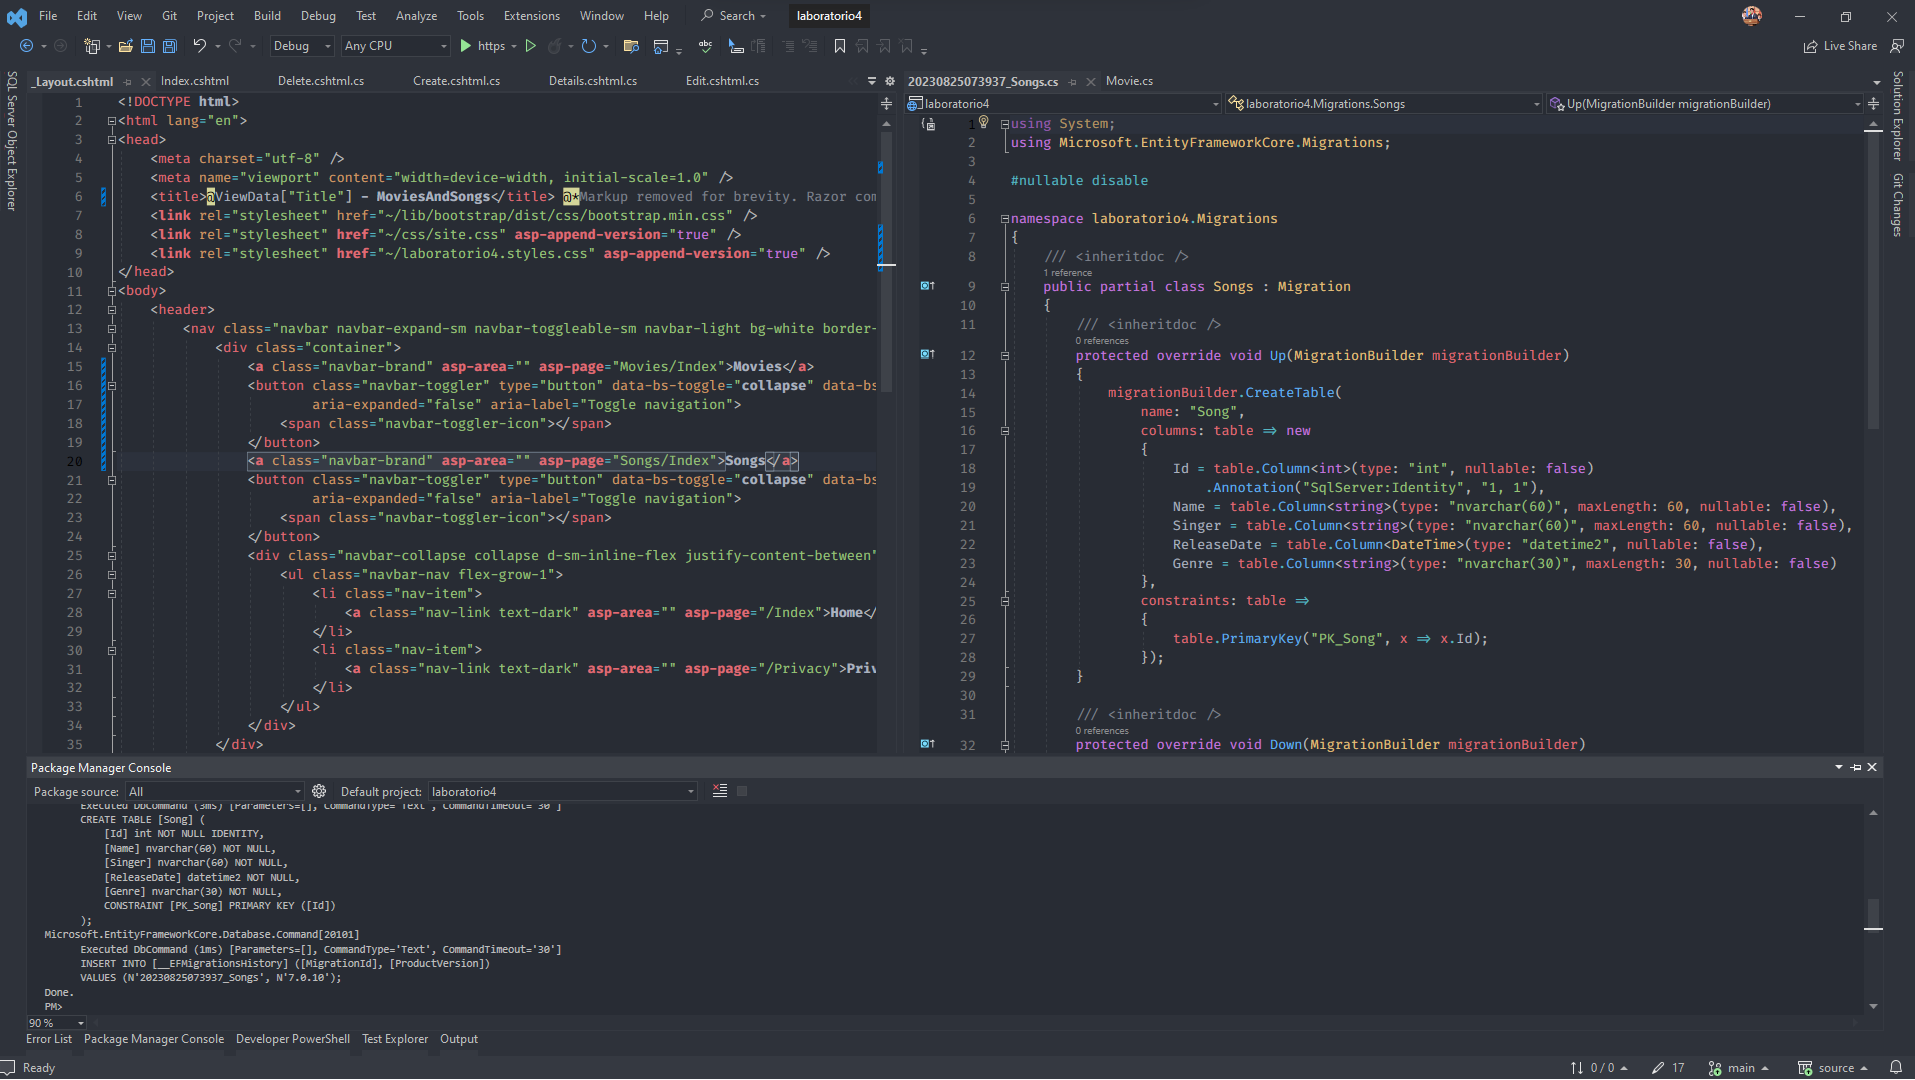 File Edit View Git Project Build Debug Test Analyze Tools Extensions Window Help Search laboratorio4
Debug Any CPU https Live Share
SQL Server Object Explorer
_Layout.cshtml Index.cshtml Delete.cshtml.cs Create.cshtml.cs Details.cshtml.cs Edit.cshtml.cs
1 <!DOCTYPE html>
2 <html lang="en">
3 <head>
4 <meta charset="utf-8" />
5 <meta name="viewport" content="width=device-width, initial-scale=1.0" />
6 <title>@ViewData["Title"] - MoviesAndSongs</title> @*Markup removed for brevity. Razor com
7 <link rel="stylesheet" href="~/lib/bootstrap/dist/css/bootstrap.min.css" />
8 <link rel="stylesheet" href="~/css/site.css" asp-append-version="true" />
9 <link rel="stylesheet" href="~/laboratorio4.styles.css" asp-append-version="true" />
10 </head>
11 <body>
12 <header>
13 <nav class="navbar navbar-expand-sm navbar-toggleable-sm navbar-light bg-white border-
14 <div class="container">
15 <a class="navbar-brand" asp-area="" asp-page="Movies/Index">Movies</a>
16 <button class="navbar-toggler" type="button" data-bs-toggle="collapse" data-bs
17 aria-expanded="false" aria-label="Toggle navigation">
18 <span class="navbar-toggler-icon"></span>
19 </button>
20 <a class="navbar-brand" asp-area="" asp-page="Songs/Index">Songs</a>
21 <button class="navbar-toggler" type="button" data-bs-toggle="collapse" data-bs
22 aria-expanded="false" aria-label="Toggle navigation">
23 <span class="navbar-toggler-icon"></span>
24 </button>
25 <div class="navbar-collapse collapse d-sm-inline-flex justify-content-between"
26 <ul class="navbar-nav flex-grow-1">
27 <li class="nav-item">
28 <a class="nav-link text-dark" asp-area="" asp-page="/Index">Home</
29 </li>
30 <li class="nav-item">
31 <a class="nav-link text-dark" asp-area="" asp-page="/Privacy">Priv
32 </li>
33 </ul>
34 </div>
35 </div>
20230825073937_Songs.cs Movie.cs
laboratorio4 laboratorio4.Migrations.Songs Up(MigrationBuilder migrationBuilder)
1 using System;
2 using Microsoft.EntityFrameworkCore.Migrations;
3
4 #nullable disable
5
6 namespace laboratorio4.Migrations
7 {
8 /// <inheritdoc />
1 reference
9 public partial class Songs : Migration
10 {
11 /// <inheritdoc />
0 references
12 protected override void Up(MigrationBuilder migrationBuilder)
13 {
14 migrationBuilder.CreateTable(
15 name: "Song",
16 columns: table => new
17 {
18 Id = table.Column<int>(type: "int", nullable: false)
19 .Annotation("SqlServer:Identity", "1, 1"),
20 Name = table.Column<string>(type: "nvarchar(60)", maxLength: 60, nullable: false),
21 Singer = table.Column<string>(type: "nvarchar(60)", maxLength: 60, nullable: false),
22 ReleaseDate = table.Column<DateTime>(type: "datetime2", nullable: false),
23 Genre = table.Column<string>(type: "nvarchar(30)", maxLength: 30, nullable: false)
24 },
25 constraints: table =>
26 {
27 table.PrimaryKey("PK_Song", x => x.Id);
28 });
29 }
30
31 /// <inheritdoc />
0 references
32 protected override void Down(MigrationBuilder migrationBuilder)
Solution Explorer
Git Changes
Package Manager Console
Package source: All Default project: laboratorio4
Executed DbCommand (3ms) [Parameters=[], CommandType='Text', CommandTimeout='30']
CREATE TABLE [Song] (
[Id] int NOT NULL IDENTITY,
[Name] nvarchar(60) NOT NULL,
[Singer] nvarchar(60) NOT NULL,
[ReleaseDate] datetime2 NOT NULL,
[Genre] nvarchar(30) NOT NULL,
CONSTRAINT [PK_Song] PRIMARY KEY ([Id])
);
Microsoft.EntityFrameworkCore.Database.Command[20101]
Executed DbCommand (1ms) [Parameters=[], CommandType='Text', CommandTimeout='30']
INSERT INTO [__EFMigrationsHistory] ([MigrationId], [ProductVersion])
VALUES (N'20230825073937_Songs', N'7.0.10');
Done.
PM>
90 %
Error List Package Manager Console Developer PowerShell Test Explorer Output
Ready 0 / 0 17 main source